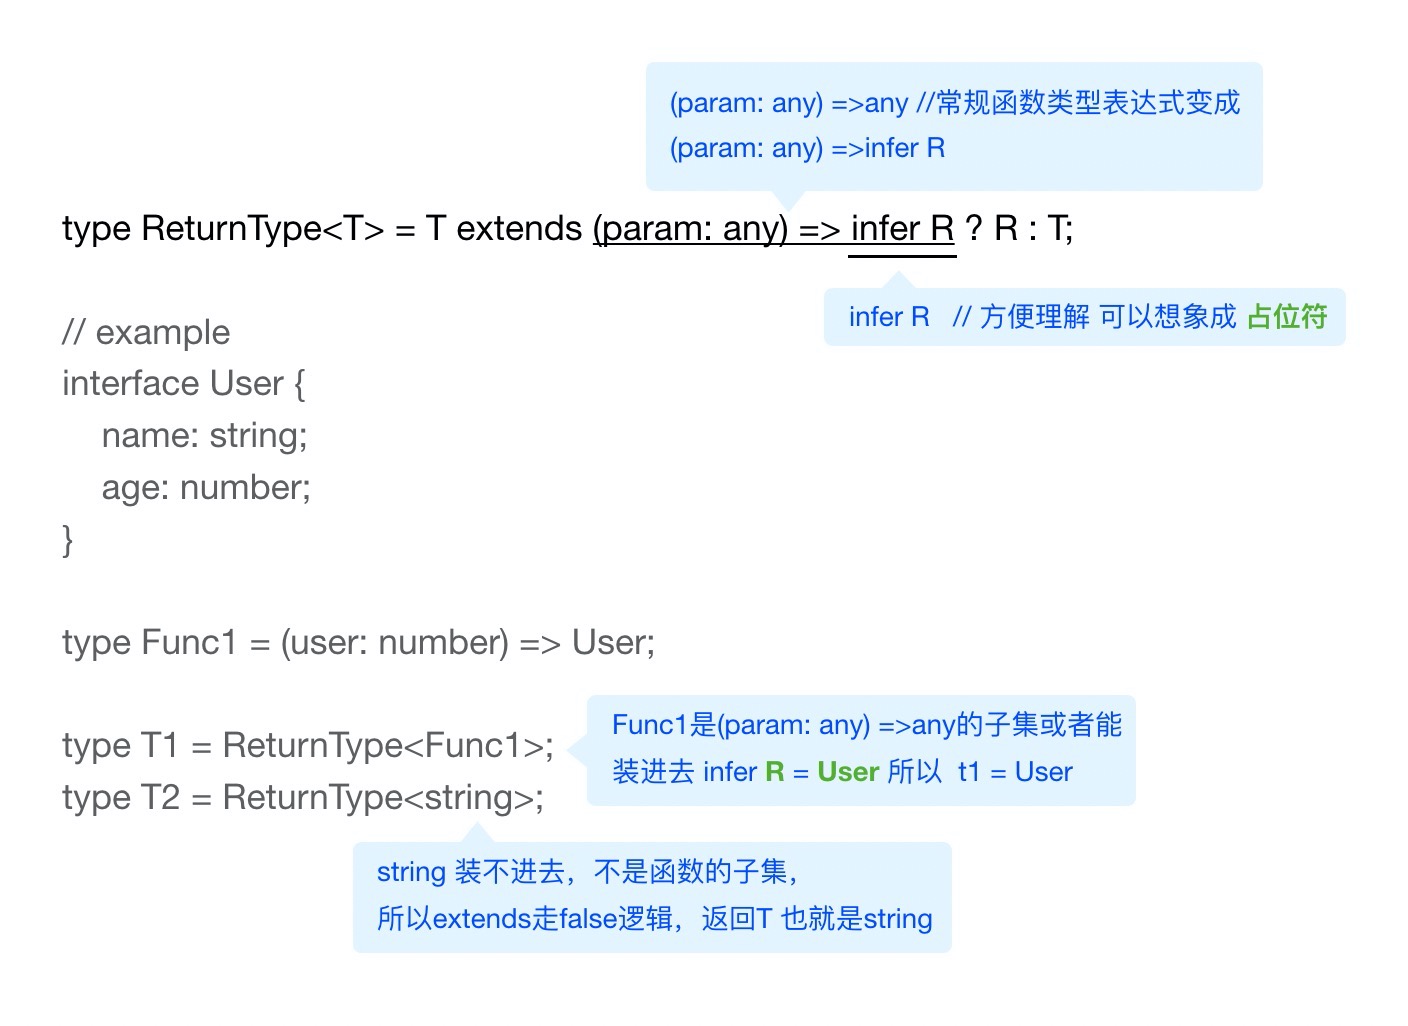 (param: any) =>any //常规函数类型表达式变成
(param: any) =>infer R
type ReturnType<T> = T extends (param: any) => infer R ? R : T;
infer R // 方便理解 可以想象成 占位符
// example
interface User {
name: string;
age: number;
}
type Func1 = (user: number) => User;
type T1 = ReturnType<Func1>;
Func1是(param: any) =>any的子集或者能
装进去 infer R = User 所以 t1 = User
type T2 = ReturnType<string>;
string 装不进去，不是函数的子集，
所以extends走false逻辑，返回T 也就是string